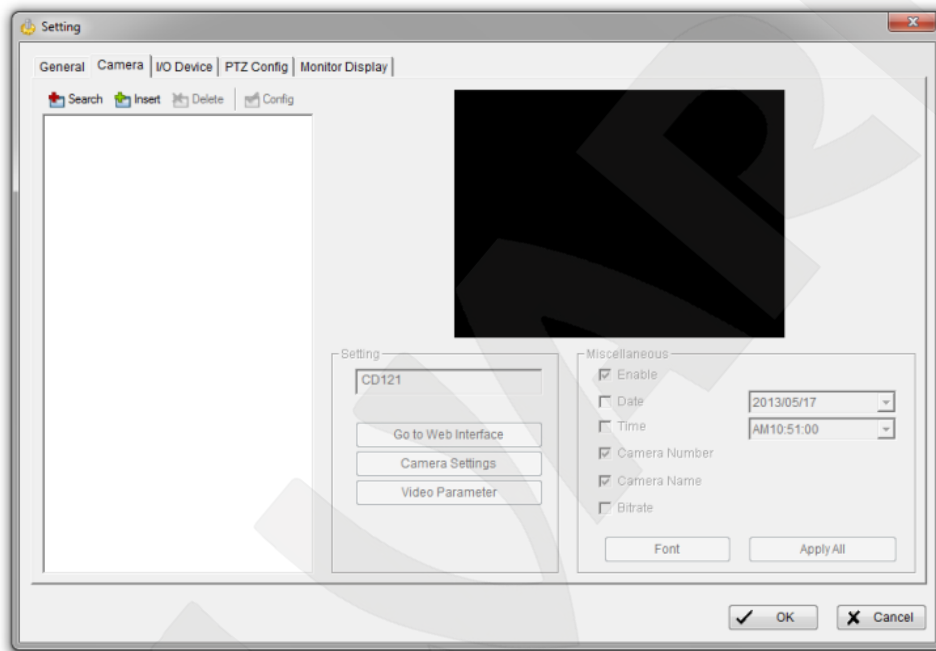 Setting
General Camera I/O Device PTZ Config Monitor Display
Search Insert Delete Config
Setting
CD121
Go to Web Interface
Camera Settings
Video Parameter
Miscellaneous
Enable
Date 2013/05/17
Time AM10:51:00
Camera Number
Camera Name
Bitrate
Font Apply All
OK Cancel